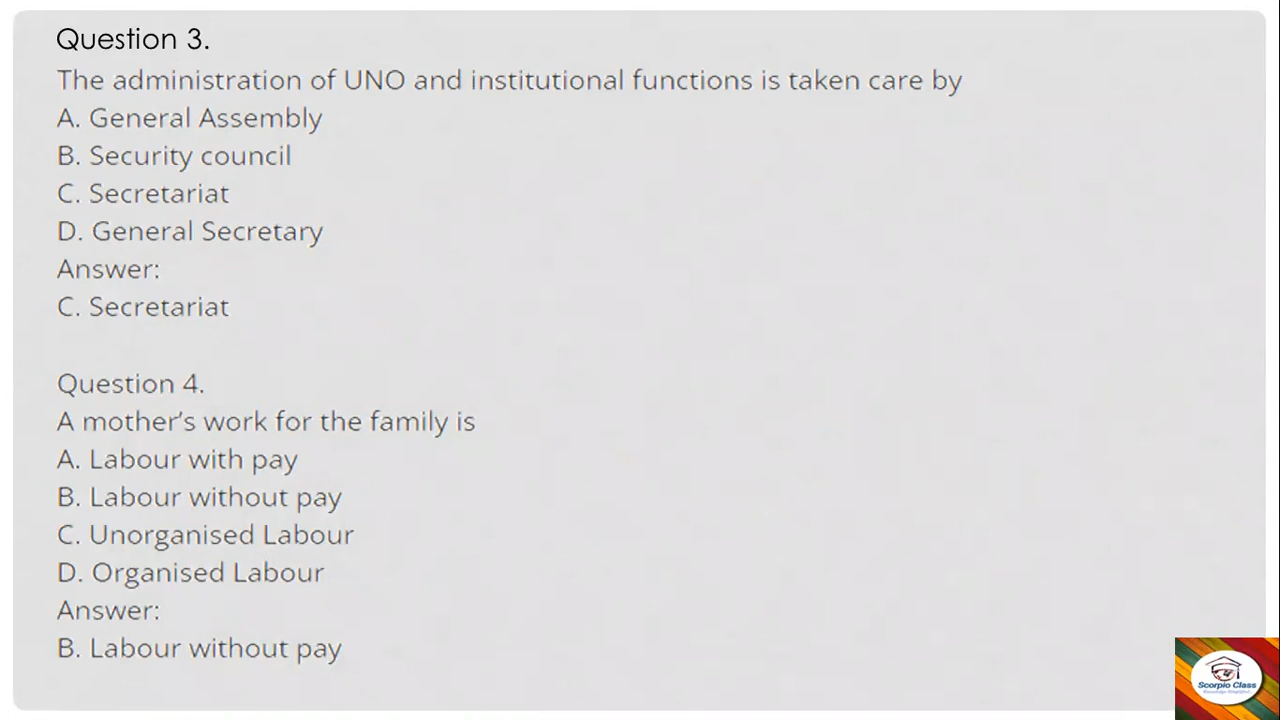 Question 3.
The administration of UNO and institutional functions is taken care by
A. General Assembly
B. Security council
C. Secretariat
D. General Secretary
Answer:
C. Secretariat
Question 4.
A mother’s work for the family is
A. Labour with pay
B. Labour without pay
C. Unorganised Labour
D. Organised Labour
Answer:
B. Labour without pay
Scorpio Class